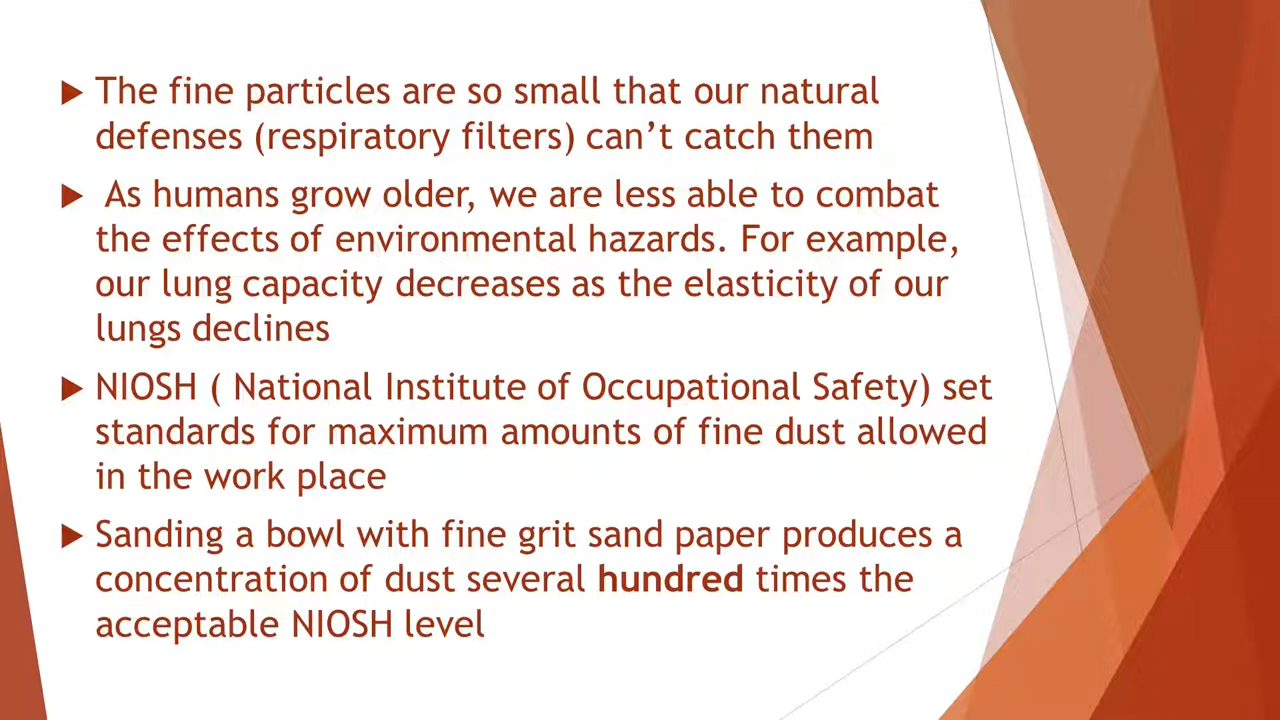 The fine particles are so small that our natural
defenses (respiratory filters) can’t catch them
As humans grow older, we are less able to combat
the effects of environmental hazards. For example,
our lung capacity decreases as the elasticity of our
lungs declines
NIOSH ( National Institute of Occupational Safety) set
standards for maximum amounts of fine dust allowed
in the work place
Sanding a bowl with fine grit sand paper produces a
concentration of dust several hundred times the
acceptable NIOSH level